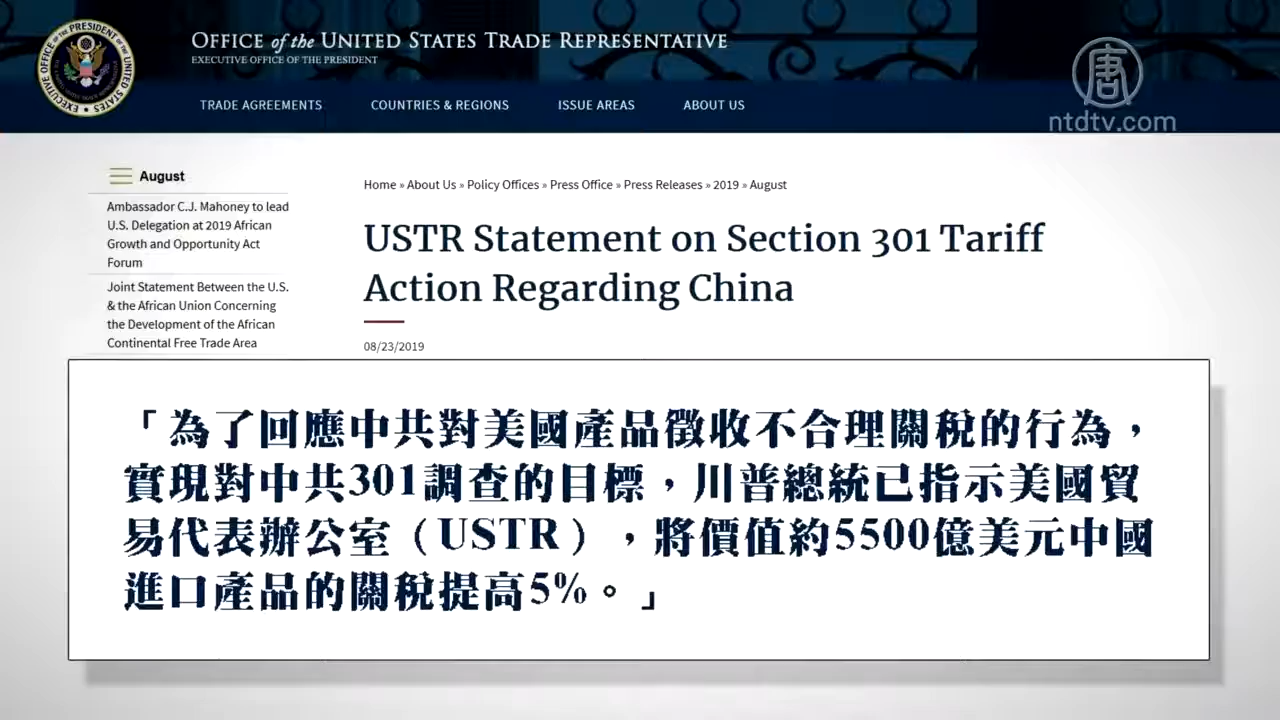 OFFICE of the UNITED STATES TRADE REPRESENTATIVE
EXECUTIVE OFFICE OF THE PRESIDENT
TRADE AGREEMENTS COUNTRIES & REGIONS ISSUE AREAS ABOUT US
唐
ntdtv.com
August
Ambassador C.J. Mahoney to lead
U.S. Delegation at 2019 African
Growth and Opportunity Act
Forum
Joint Statement Between the U.S.
& the African Union Concerning
the Development of the African
Continental Free Trade Area
Home » About Us » Policy Offices » Press Office » Press Releases » 2019 » August
USTR Statement on Section 301 Tariff
Action Regarding China
08/23/2019
「為了回應中共對美國產品徵收不合理關稅的行為，
實現對中共301調查的目標，川普總統已指示美國貿
易代表辦公室（USTR），將價值約5500億美元中國
進口產品的關稅提高5%。」